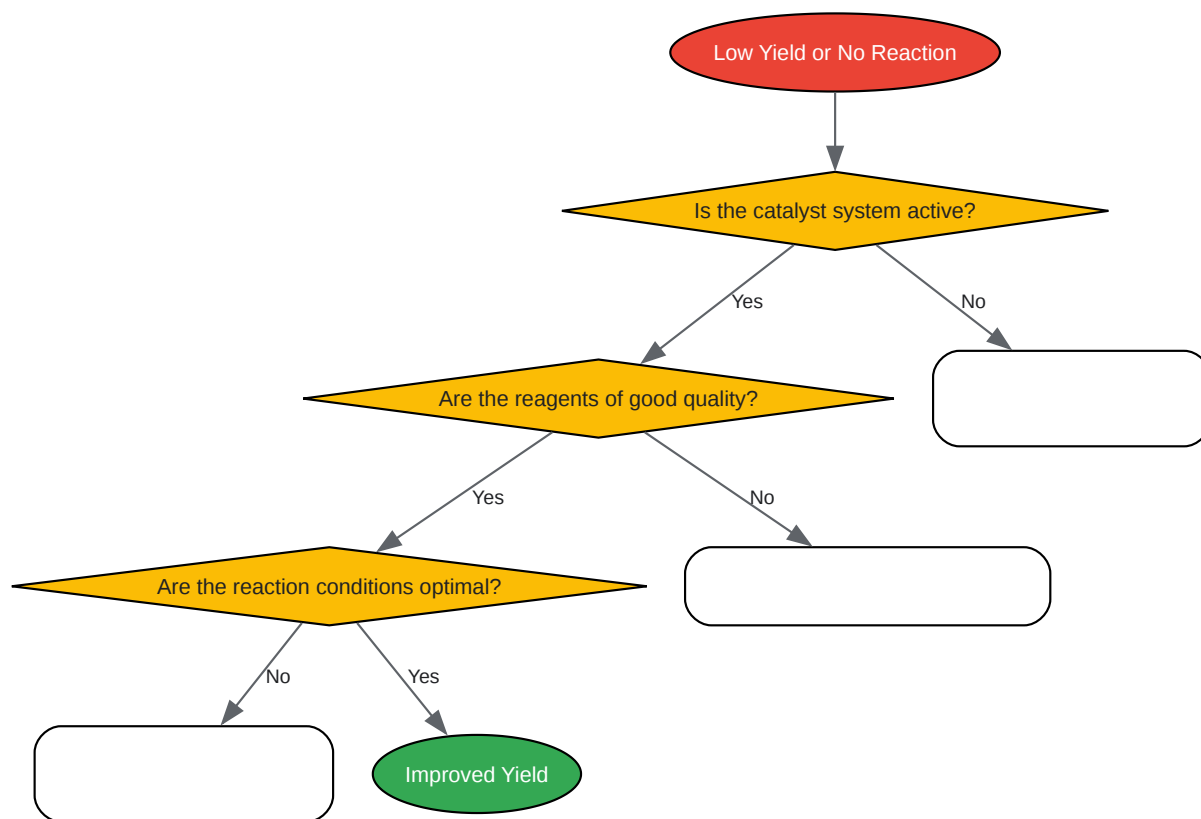 Low Yield or No Reaction
Is the catalyst system active?
Yes
No
Are the reagents of good quality?
Yes
No
Are the reaction conditions optimal?
No
Yes
Improved Yield